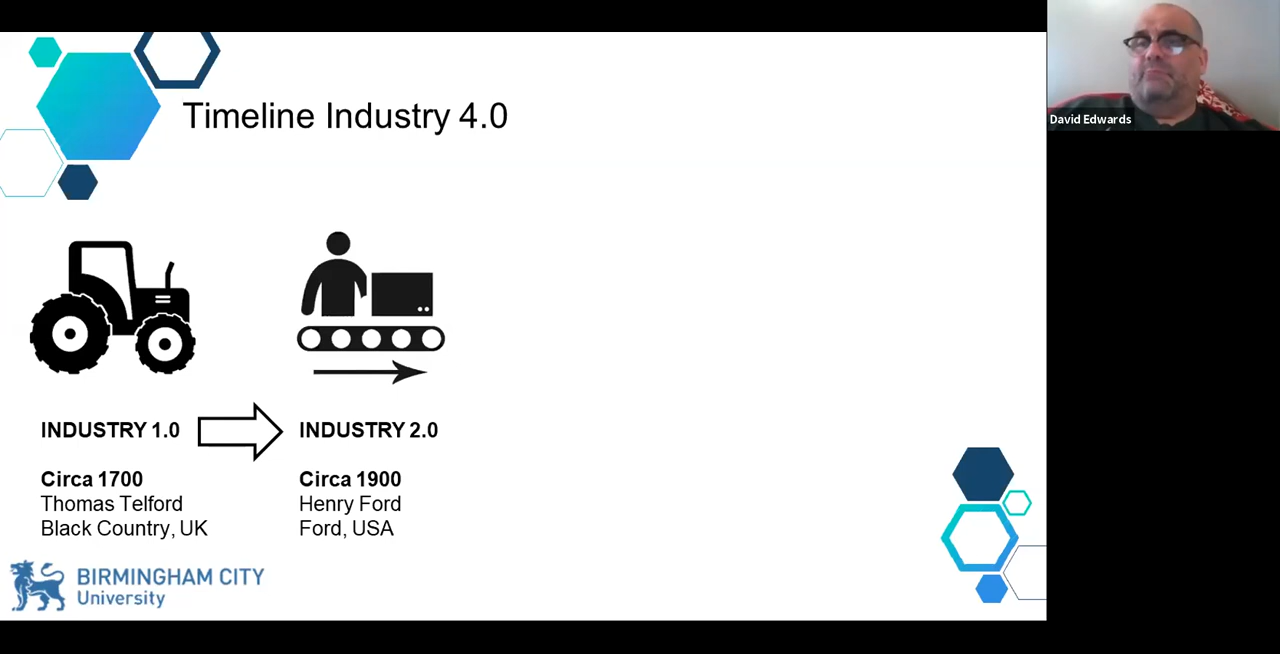 Timeline Industry 4.0
David Edwards
INDUSTRY 1.0
INDUSTRY 2.0
Circa 1700
Thomas Telford
Black Country, UK
Circa 1900
Henry Ford
Ford, USA
BIRMINGHAM CITY
University